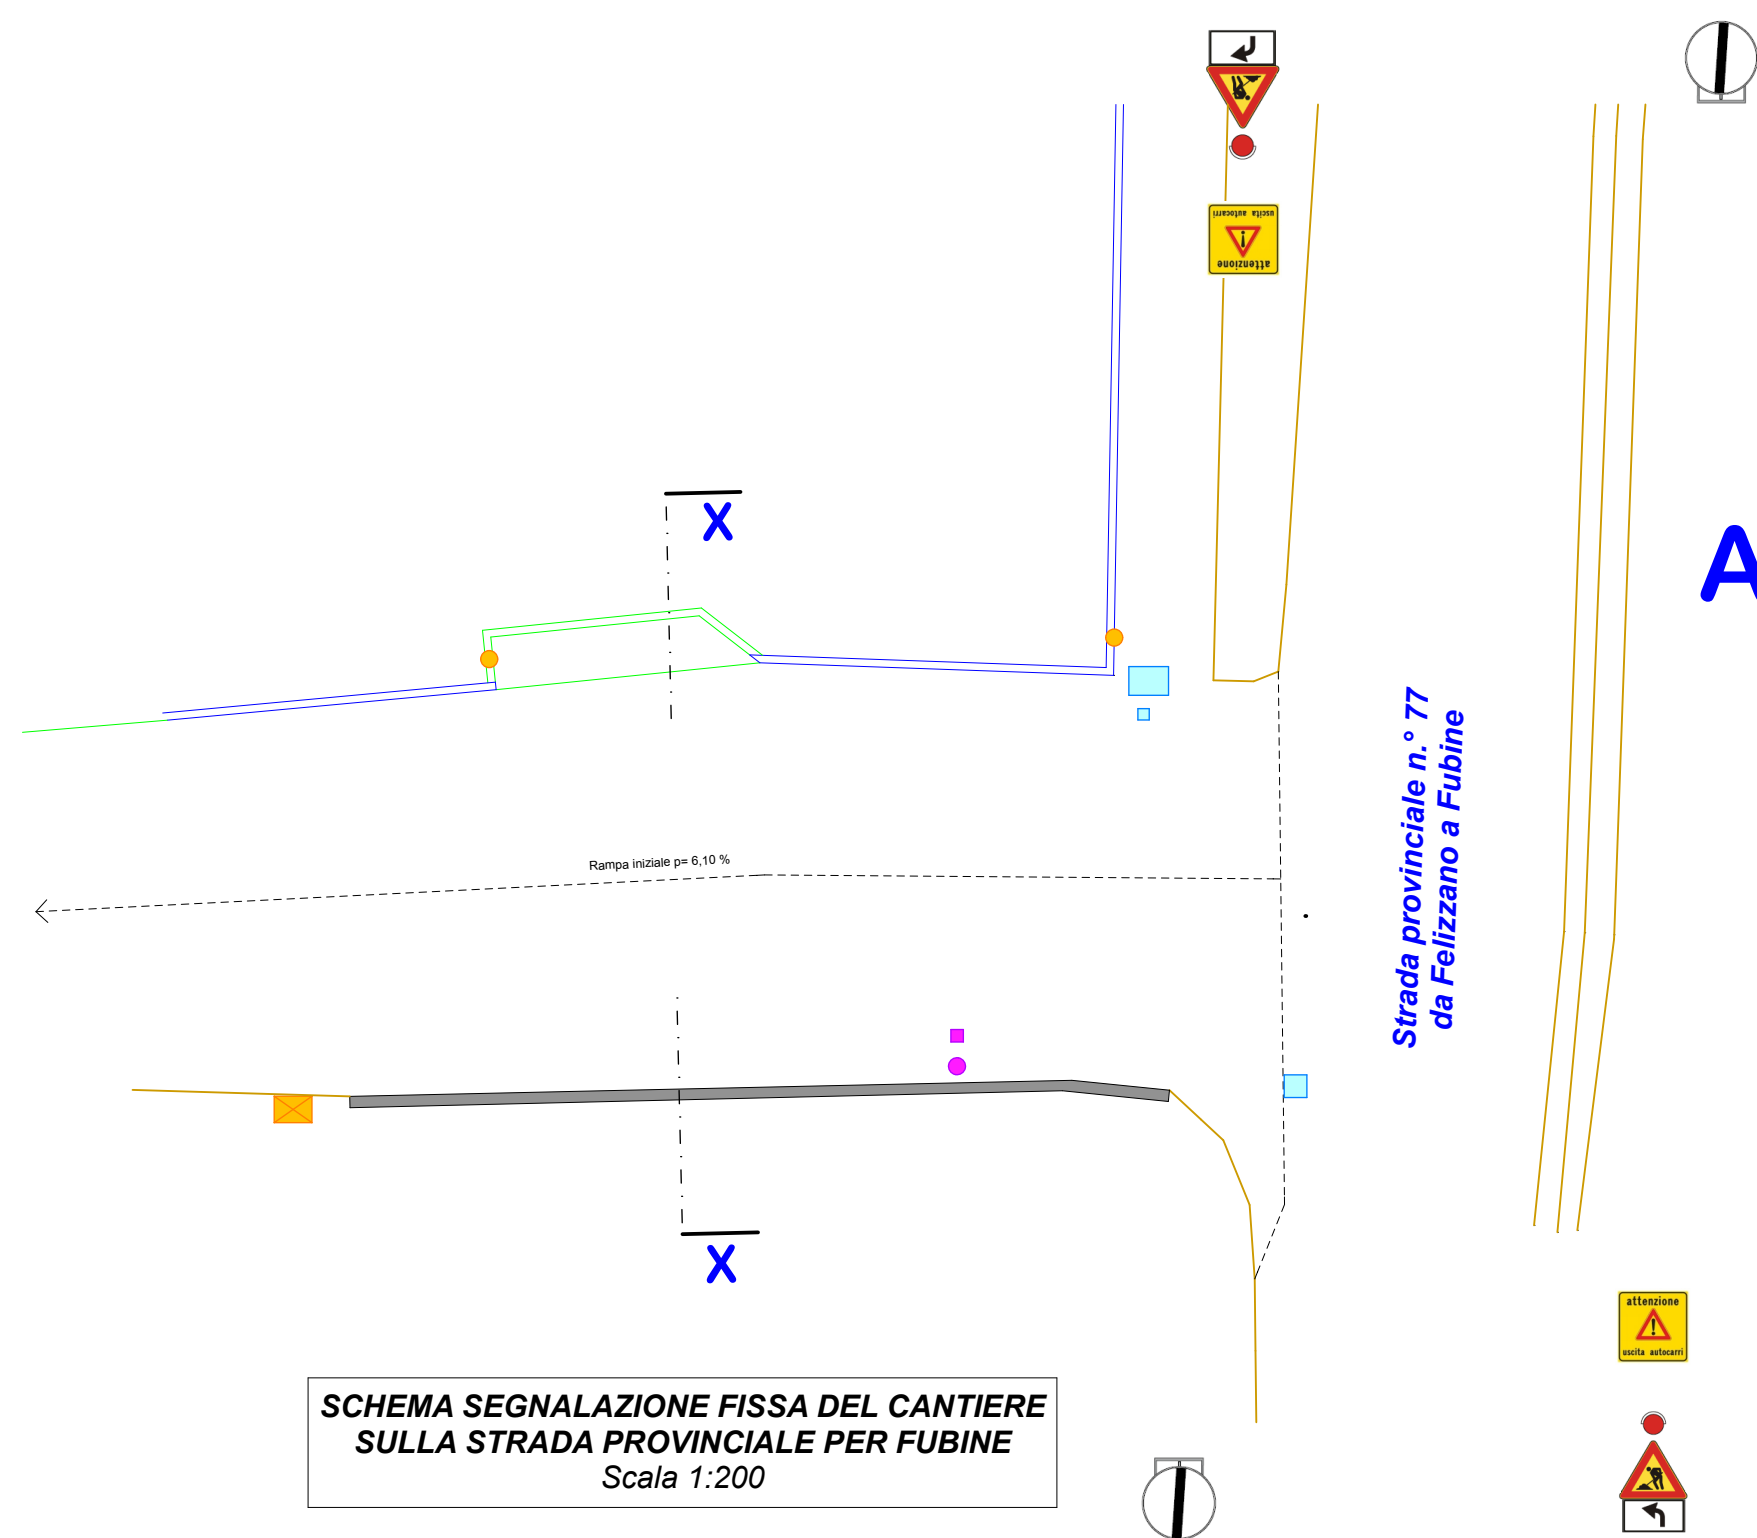 uscita autocarri
attenzione
X
A
Strada provinciale n.° 77
da Felizzano a Fubine
Rampa iniziale p= 6,10 %
X
attenzione
uscita autocarri
SCHEMA SEGNALAZIONE FISSA DEL CANTIERE
SULLA STRADA PROVINCIALE PER FUBINE
Scala 1:200